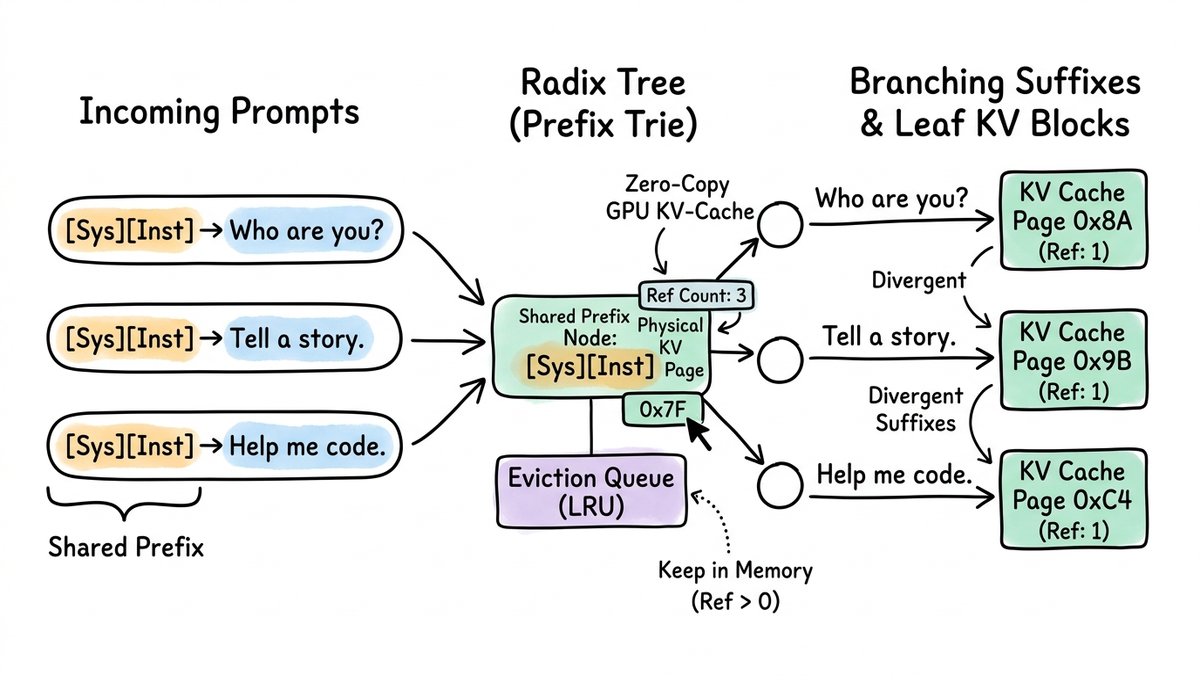 Incoming Prompts
[Sys][Inst] → Who are you?
[Sys][Inst] → Tell a story.
[Sys][Inst] → Help me code.
Shared Prefix
Radix Tree
(Prefix Trie)
Zero-Copy
GPU KV-Cache
Ref Count: 3
Shared Prefix
Node:
[Sys][Inst]
Physical
KV
Page
0x7F
Eviction Queue
(LRU)
Keep in Memory
(Ref > 0)
Branching Suffixes
& Leaf KV Blocks
Who are you?
KV Cache
Page 0x8A
(Ref: 1)
Divergent
Tell a story.
KV Cache
Page 0x9B
(Ref: 1)
Divergent
Suffixes
Help me code.
KV Cache
Page 0xC4
(Ref: 1)